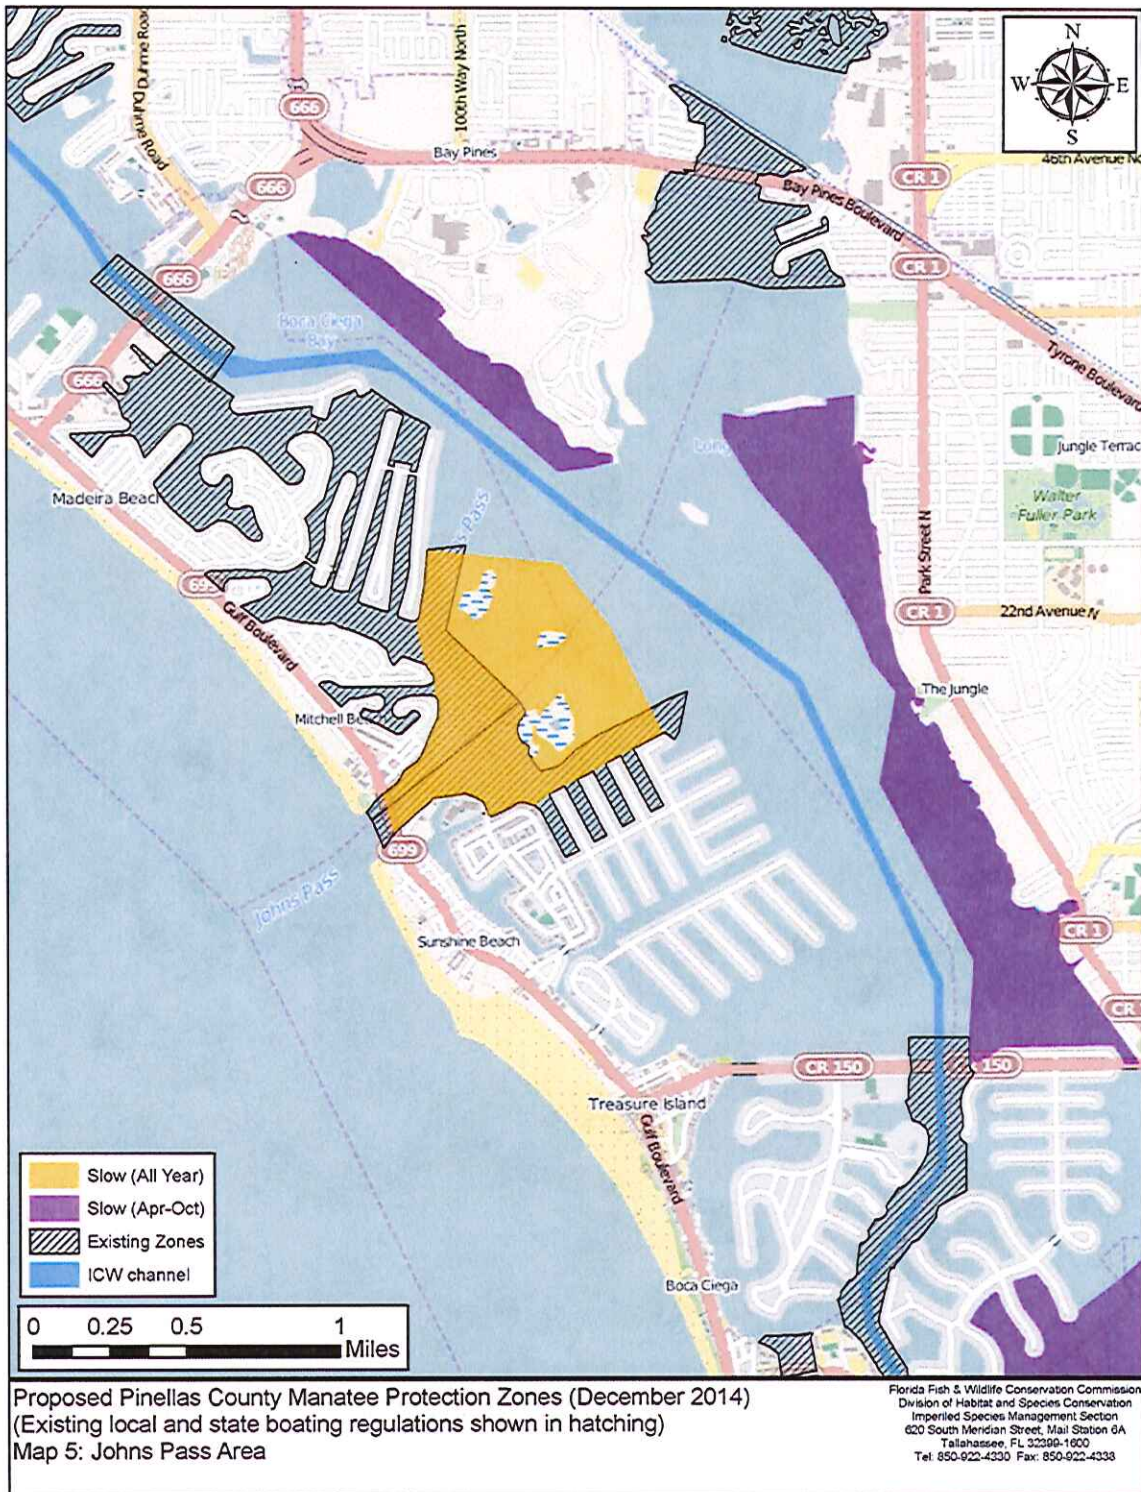 N
W E
S
Duhme Road
Duhme Road
100th Way North
666
Bay Pines
46th Avenue No
CR 1
666
Bay Pines Boulevard
CR 1
666
Boca Ciega
Bay
Tyrone Boulevard
666
Jungle Terrac
Madeira Beach
s Pass
Walter
Fuller Park
Park Street N
699
Gulf Boulevard
CR 1
22nd Avenue N
The Jungle
Mitchell Beach
699
Johns Pass
CR 1
Sunshine Beach
CR
CR 150
150
Treasure Island
Gulf Boulevard
Boca Ciega
Slow (All Year)
Slow (Apr-Oct)
Existing Zones
ICW channel
0 0.25 0.5 1
Miles
Proposed Pinellas County Manatee Protection Zones (December 2014)
(Existing local and state boating regulations shown in hatching)
Map 5: Johns Pass Area
Florida Fish & Wildlife Conservation Commission
Division of Habitat and Species Conservation
Imperiled Species Management Section
620 South Meridian Street, Mail Station 6A
Tallahassee, FL 32399-1600
Tel: 850-922-4330 Fax: 850-922-4338